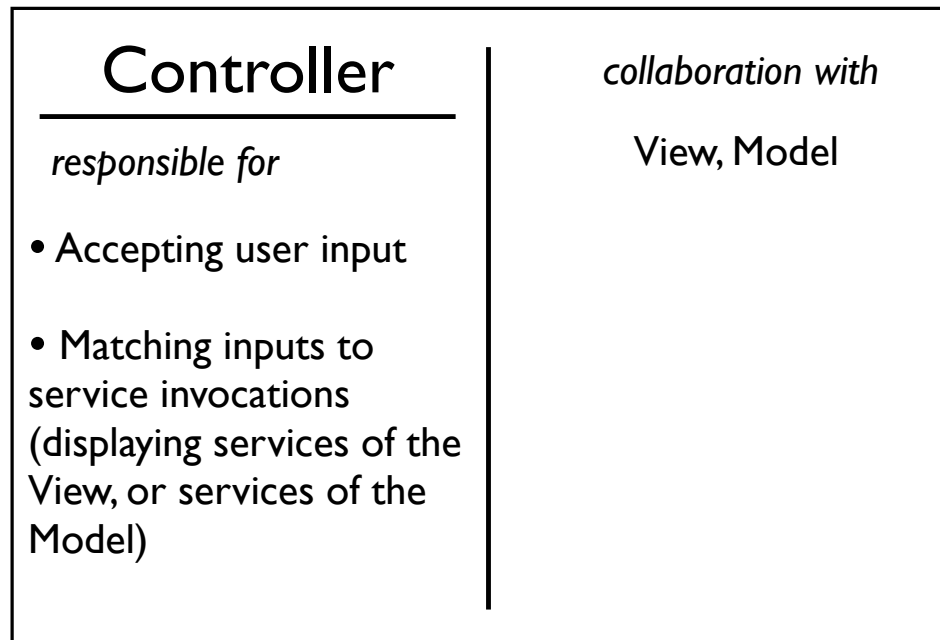 Controller
responsible for
• Accepting user input
• Matching inputs to
service invocations
(displaying services of the
View, or services of the
Model)
collaboration with
View, Model